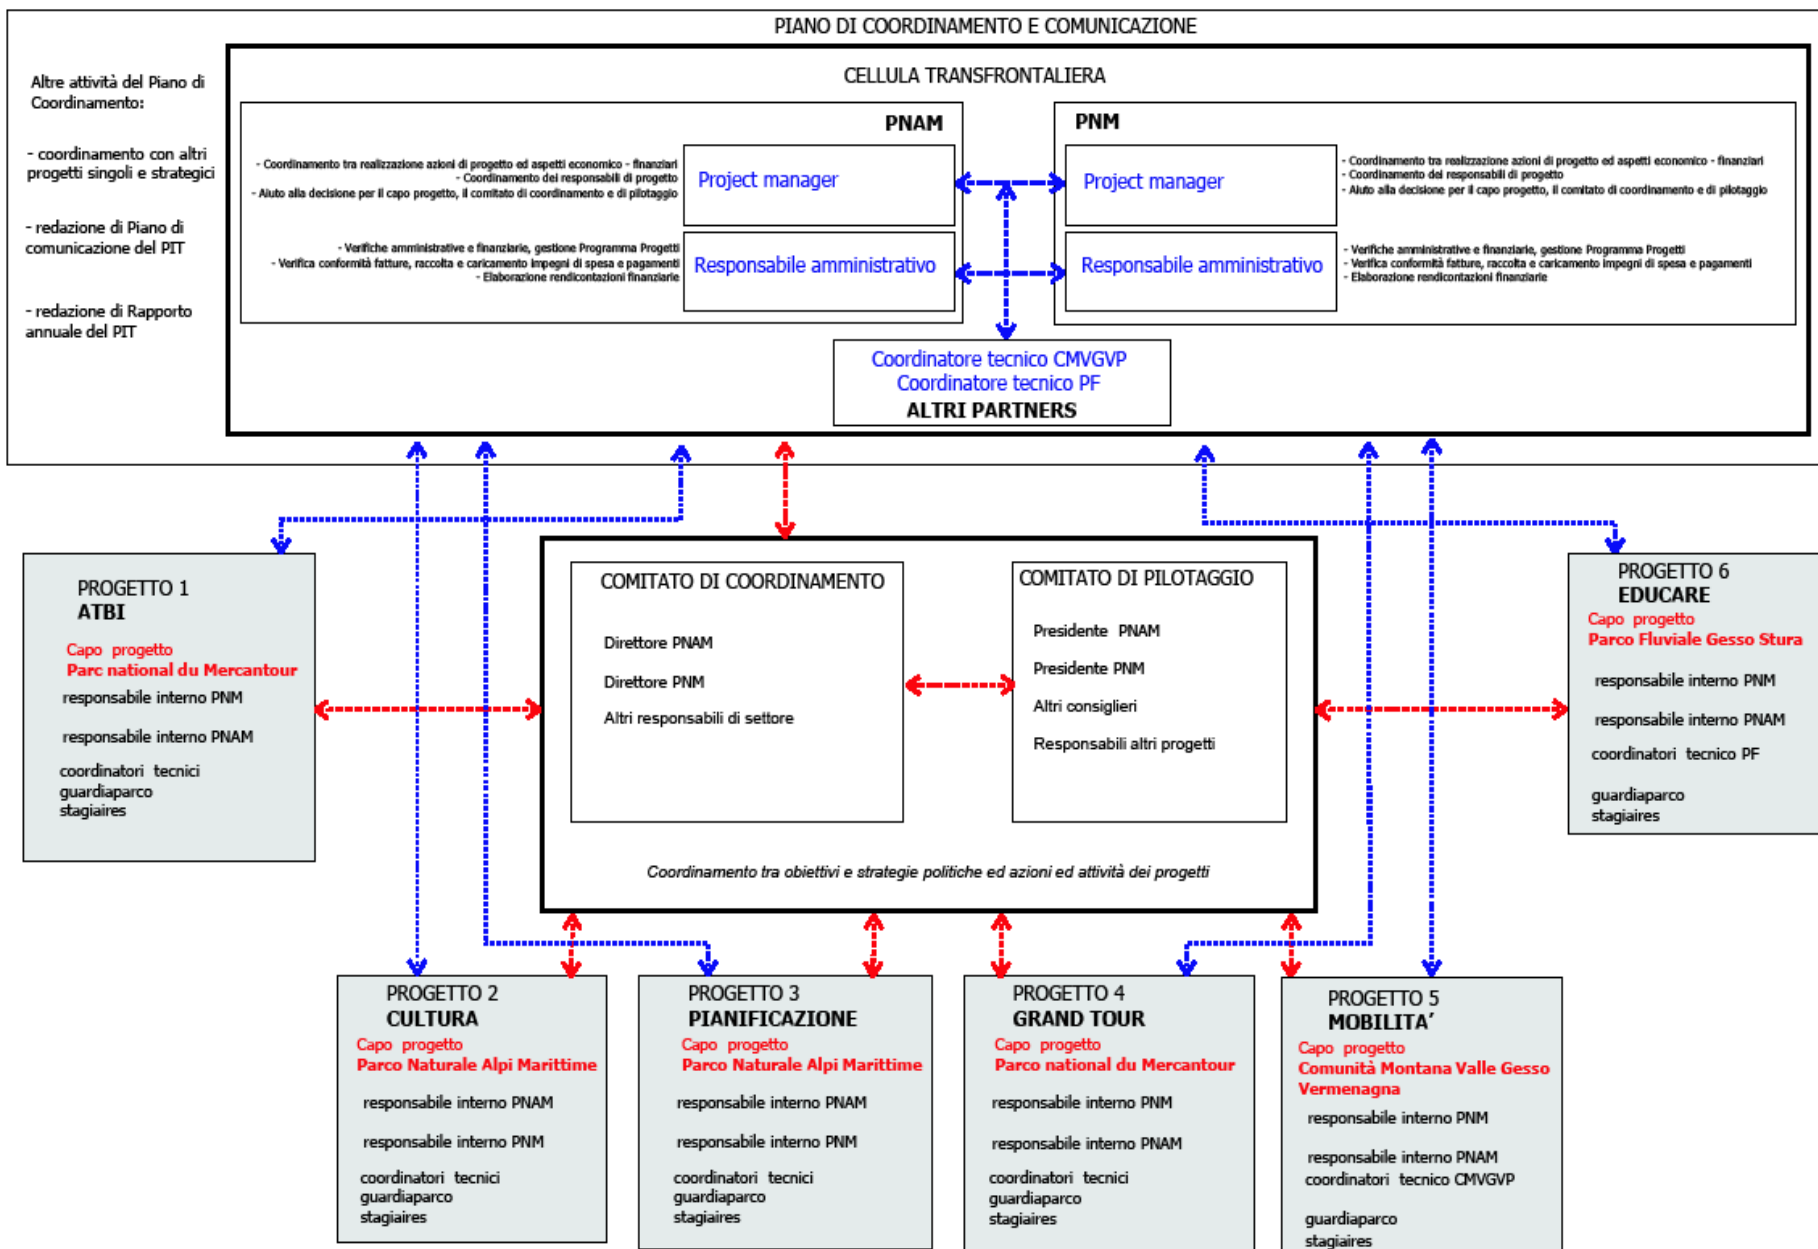 PIANO DI COORDINAMENTO E COMUNICAZIONE
Altre attività del Piano di
Coordinamento:
- coordinamento con altri
progetti singoli e strategici
- redazione di Piano di
comunicazione del PIT
- redazione di Rapporto
annuale del PIT
CELLULA TRANSFRONTALIERA
PNAM
- Coordinamento tra realizzazione azioni di progetto ed aspetti economico - finanziari
- Coordinamento dei responsabili di progetto
- Aiuto alla decisione per il capo progetto, il comitato di coordinamento e di pilotaggio
Project manager
- Verifiche amministrative e finanziarie, gestione Programma Progetti
- Verifica conformità fatture, raccolta e caricamento impegni di spesa e pagamenti
- Elaborazione rendicontazioni finanziarie
Responsabile amministrativo
PNM
Project manager
- Coordinamento tra realizzazione azioni di progetto ed aspetti economico - finanziari
- Coordinamento dei responsabili di progetto
- Aiuto alla decisione per il capo progetto, il comitato di coordinamento e di pilotaggio
Responsabile amministrativo
- Verifiche amministrative e finanziarie, gestione Programma Progetti
- Verifica conformità fatture, raccolta e caricamento impegni di spesa e pagamenti
- Elaborazione rendicontazioni finanziarie
Coordinatore tecnico CMVGVP
Coordinatore tecnico PF
ALTRI PARTNERS
PROGETTO 1
ATBI
Capo progetto
Parc national du Mercantour
responsabile interno PNM
responsabile interno PNAM
coordinatori tecnici
guardiaparco
stagiaires
COMITATO DI COORDINAMENTO
Direttore PNAM
Direttore PNM
Altri responsabili di settore
COMITATO DI PILOTAGGIO
Presidente PNAM
Presidente PNM
Altri consiglieri
Responsabili altri progetti
Coordinamento tra obiettivi e strategie politiche ed azioni ed attività dei progetti
PROGETTO 6
EDUCARE
Capo progetto
Parco Fluviale Gesso Stura
responsabile interno PNM
responsabile interno PNAM
coordinatori tecnico PF
guardiaparco
stagiaires
PROGETTO 2
CULTURA
Capo progetto
Parco Naturale Alpi Marittime
responsabile interno PNAM
responsabile interno PNM
coordinatori tecnici
guardiaparco
stagiaires
PROGETTO 3
PIANIFICAZIONE
Capo progetto
Parco Naturale Alpi Marittime
responsabile interno PNAM
responsabile interno PNM
coordinatori tecnici
guardiaparco
stagiaires
PROGETTO 4
GRAND TOUR
Capo progetto
Parco national du Mercantour
responsabile interno PNM
responsabile interno PNAM
coordinatori tecnici
guardiaparco
stagiaires
PROGETTO 5
MOBILITA’
Capo progetto
Comunità Montana Valle Gesso
Vermenagna
responsabile interno PNM
responsabile interno PNAM
coordinatori tecnico CMVGVP
guardiaparco
stagiaires